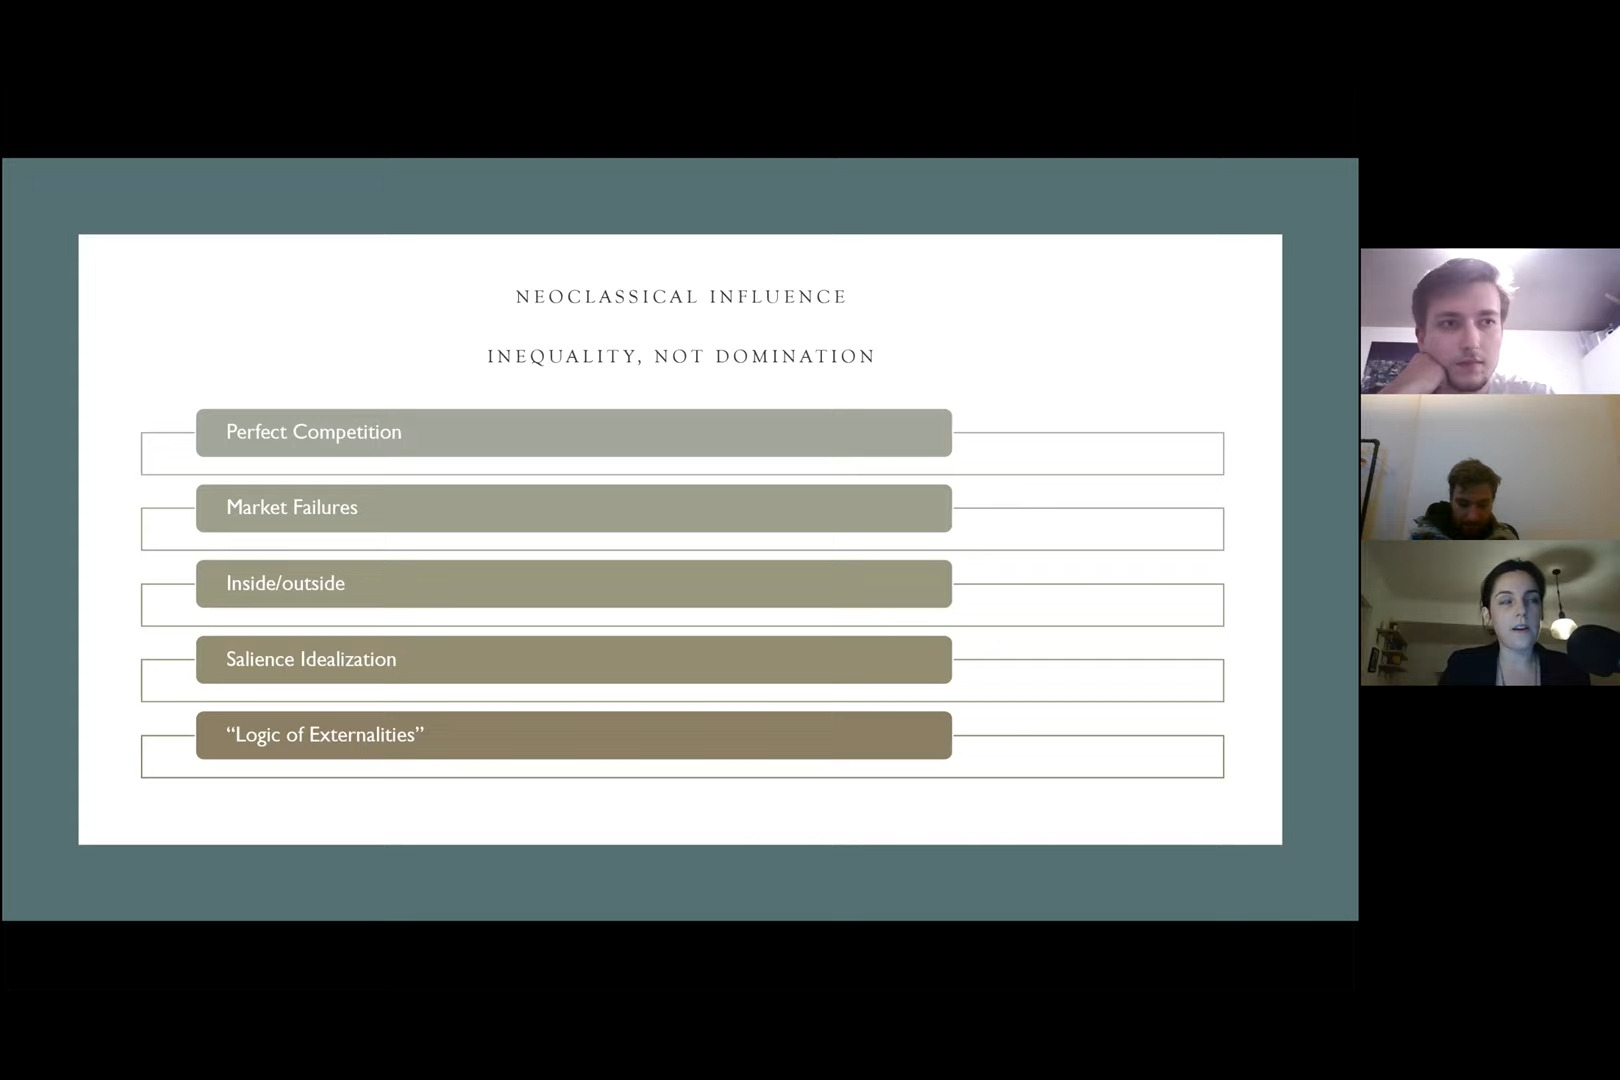 NEOCLASSICAL INFLUENCE
INEQUALITY, NOT DOMINATION
Perfect Competition
Market Failures
Inside/outside
Salience Idealization
“Logic of Externalities”